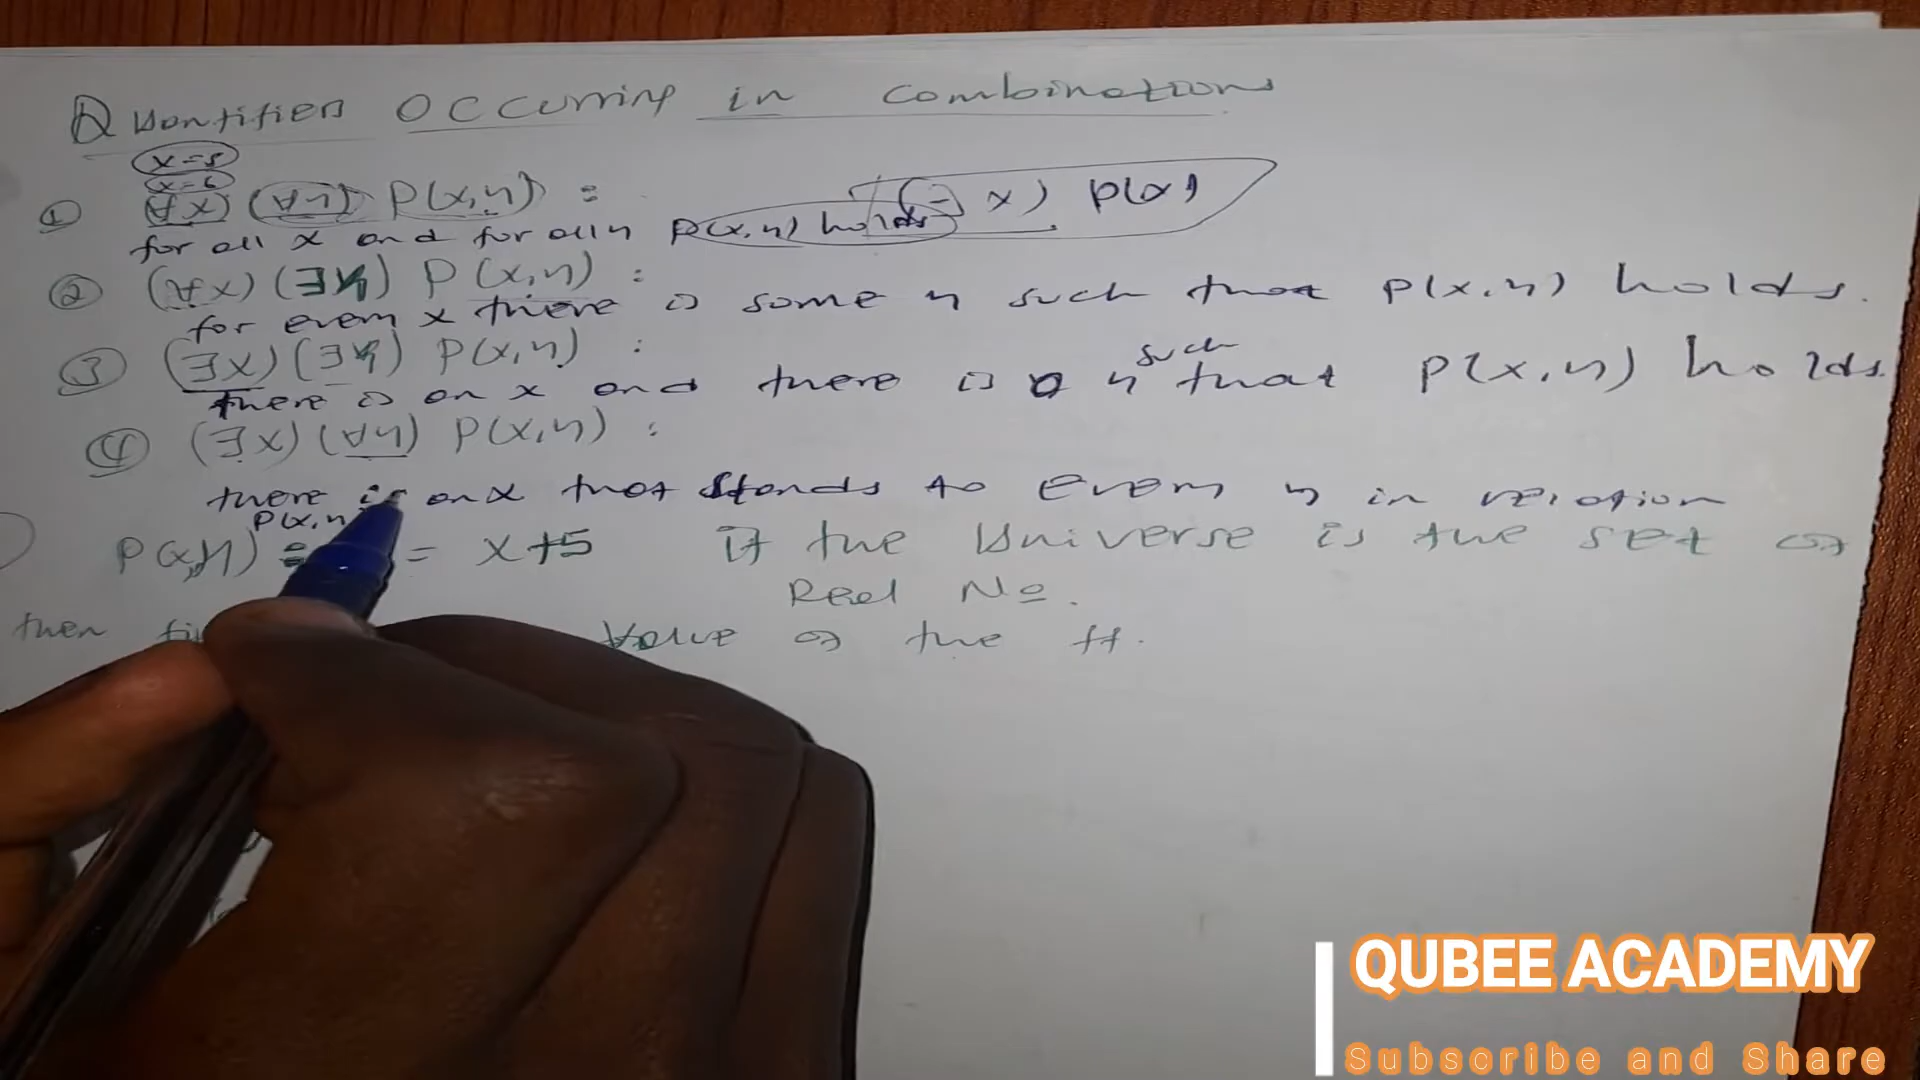 Quantifiers Occurring in combinations
x=5
x=6
① (∀x) (∀y) P(x,y) : (∃x) P(x)
for all x and for all y P(x,y) holds
② (∀x) (∃y) P(x,y) :
for every x there is some y such that P(x,y) holds.
③ (∃x) (∃y) P(x,y) :
there is an x and there is a y such that P(x,y) holds.
④ (∃x) (∀y) P(x,y) :
there is an x that stands to every y in relation
P(x,y
P(x,y) = x+5 If the Universe is the set of
Real No.
then value of the ff.
QUBEE ACADEMY
Subscribe and Share